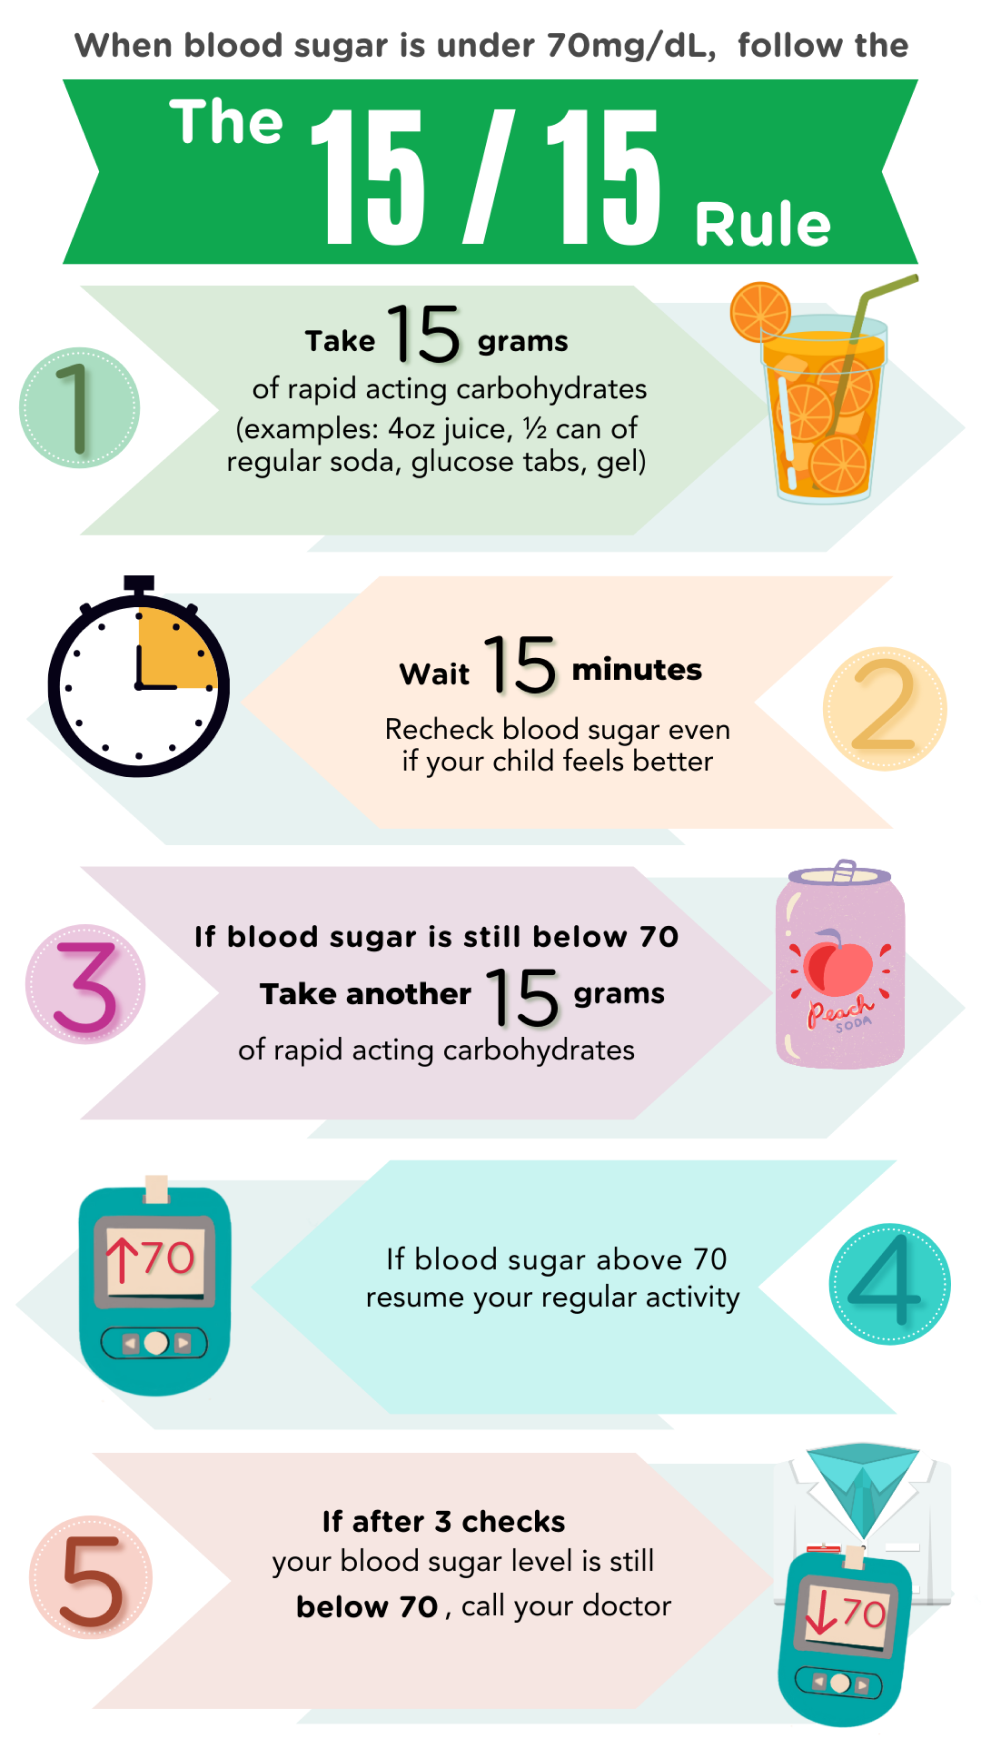 When blood sugar is under 70mg/dL, follow the
The 15 / 15 Rule
1
Take 15 grams
of rapid acting carbohydrates
(examples: 4oz juice, ½ can of
regular soda, glucose tabs, gel)
Wait 15 minutes
Recheck blood sugar even
if your child feels better
2
3
If blood sugar is still below 70
Take another 15 grams
of rapid acting carbohydrates
Peach
SODA
↑70
If blood sugar above 70
resume your regular activity
4
5
If after 3 checks
your blood sugar level is still
below 70 , call your doctor
↓70